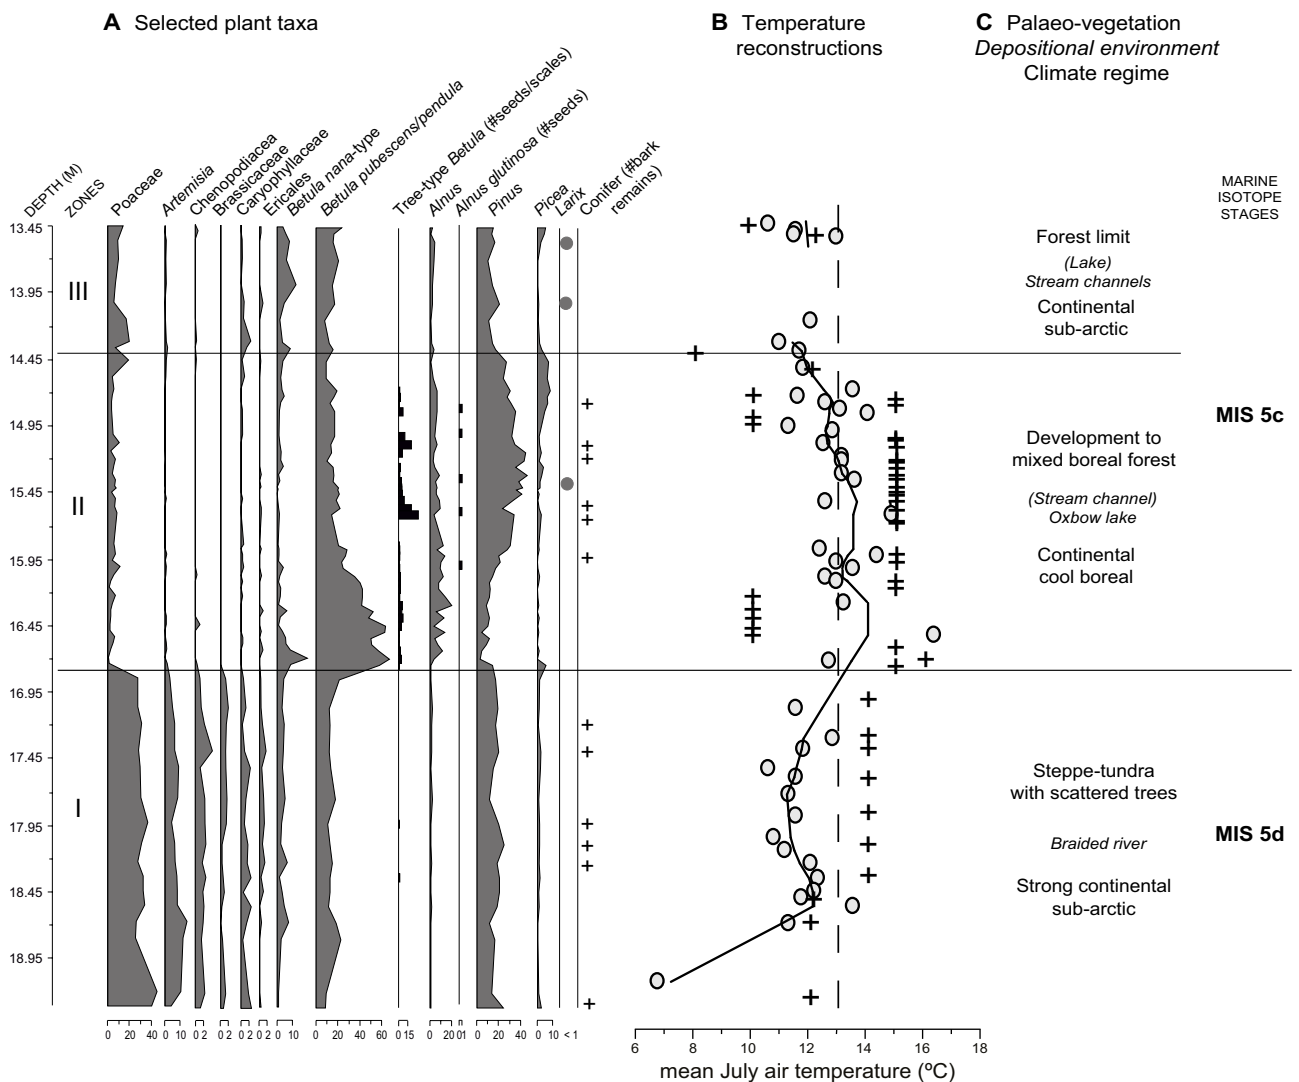 A Selected plant taxa
B Temperature
reconstructions
C Palaeo-vegetation
Depositional environment
Climate regime
DEPTH (M)
ZONES
Poaceae
Artemisia
Chenopodiacea
Brassicaceae
Caryophyllaceae
Ericales
Betula nana-type
Betula pubescens/pendula
Tree-type Betula (#seeds/scales)
Alnus
Alnus glutinosa (#seeds)
Pinus
Picea
Larix
Conifer (#bark
remains)
MARINE
ISOTOPE
STAGES
13.45
13.95
14.45
14.95
15.45
15.95
16.45
16.95
17.45
17.95
18.45
18.95
III
II
I
Forest limit
(Lake)
Stream channels
Continental
sub-arctic
MIS 5c
Development to
mixed boreal forest
(Stream channel)
Oxbow lake
Continental
cool boreal
Steppe-tundra
with scattered trees
MIS 5d
Braided river
Strong continental
sub-arctic
0 20 40
0 10
0 2
0 2
0 2
0 2
0 10
0 20 40 60
0 15
0 20
0 1
0 20 40
0 10
< 1
6 8 10 12 14 16 18
mean July air temperature (ºC)